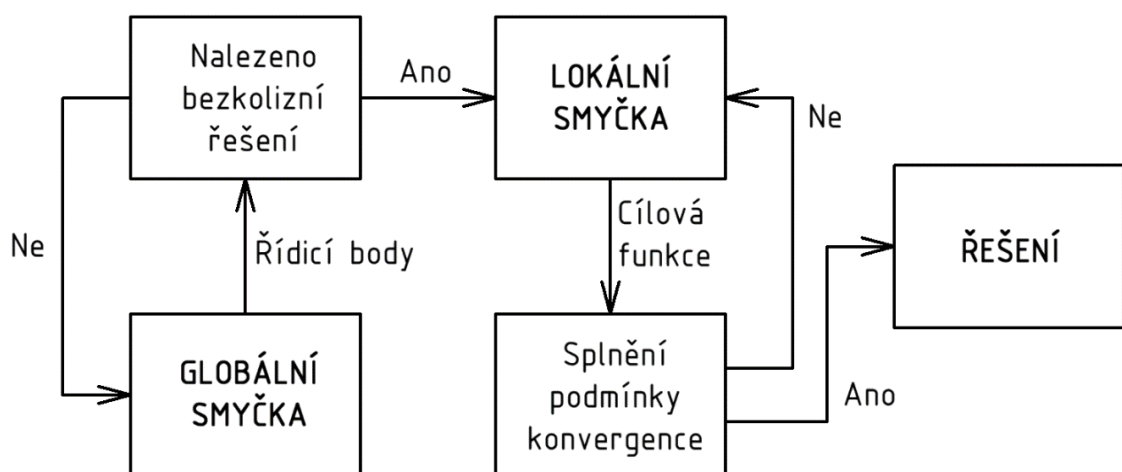 Nalezeno
bezkolizní
řešení
Ano
LOKÁLNÍ
SMYČKA
Ne
Cílová
funkce
ŘEŠENÍ
Ne
Řídicí body
GLOBÁLNÍ
SMYČKA
Splnění
podmínky
konvergence
Ano